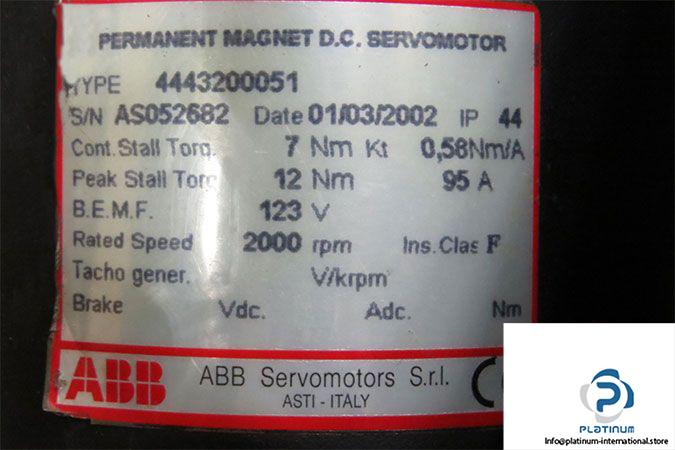 PERMANENT MAGNET D.C. SERVOMOTOR
TYPE 4443200051
S/N AS052682 Date 01/03/2002 IP 44
Cont.Stall Torq. 7 Nm Kt 0,58Nm/A
Peak Stall Torq 12 Nm 95 A
B.E.M.F. 123 V
Rated Speed 2000 rpm Ins.Clas F
Tacho gener. V/krpm
Brake Vdc. Adc. Nm
ABB ABB Servomotors S.r.l. C
ASTI - ITALY
PLATINUM
Info@platinum-international.store